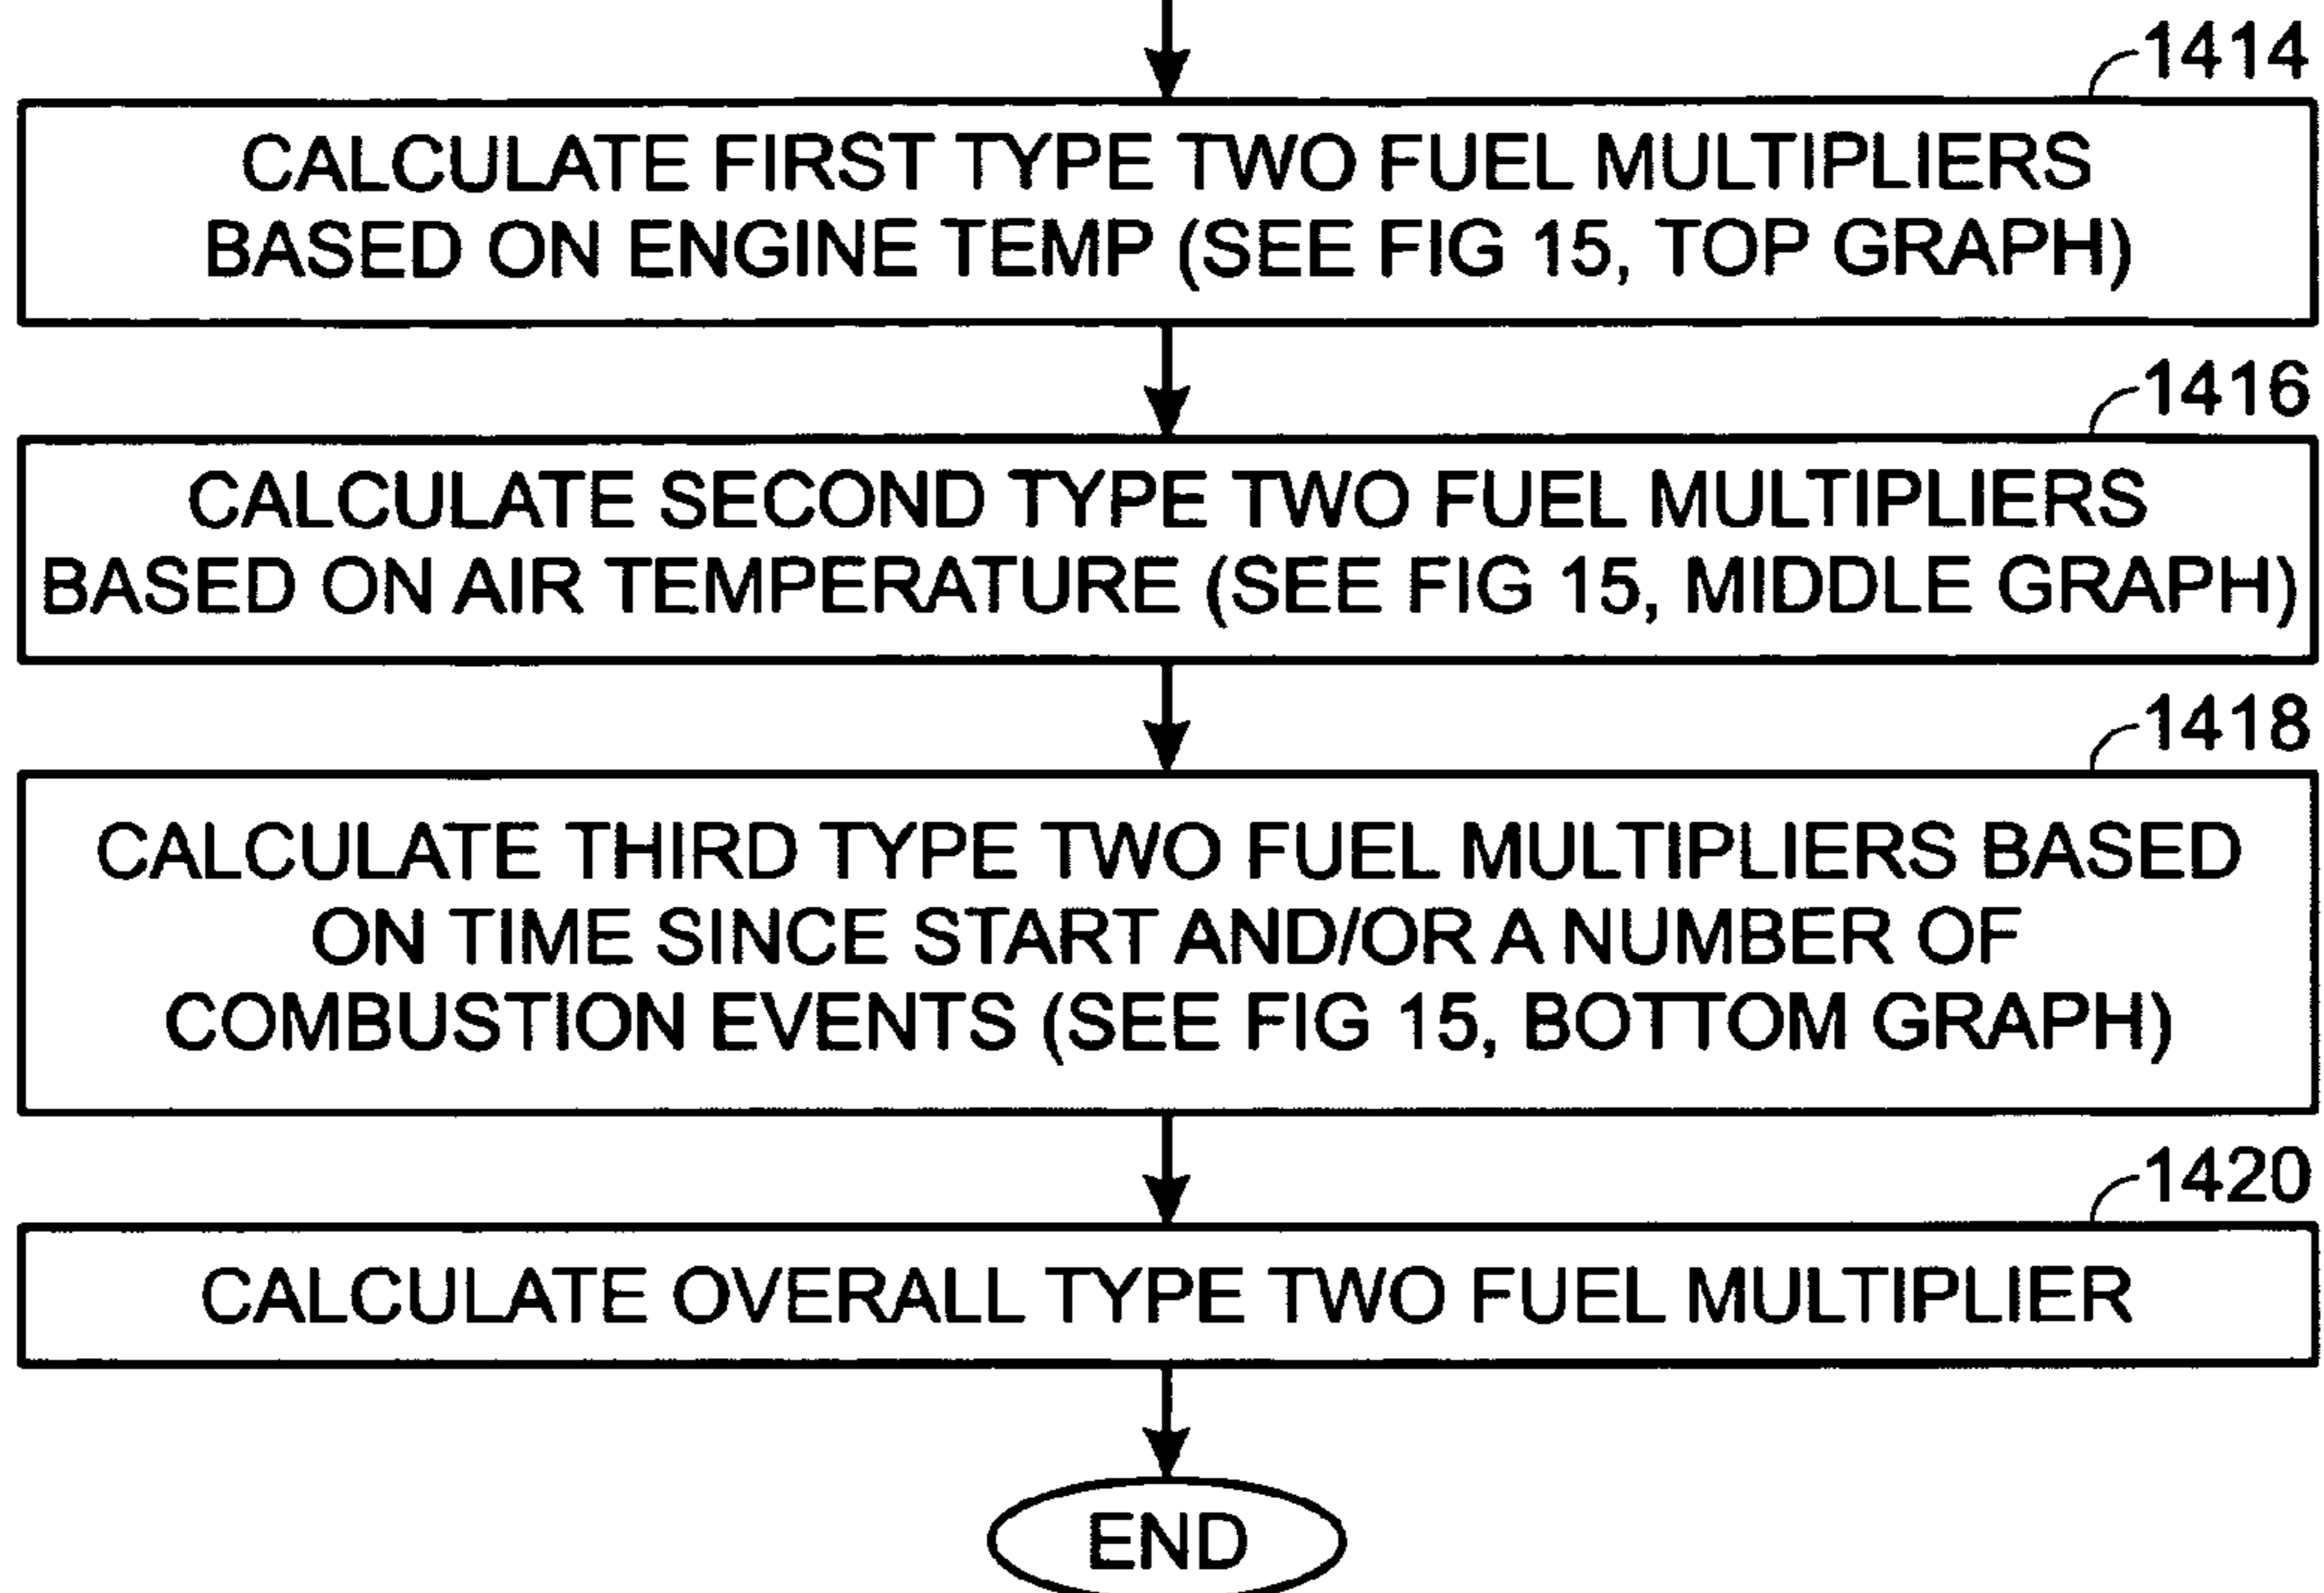 1414
CALCULATE FIRST TYPE TWO FUEL MULTIPLIERS
BASED ON ENGINE TEMP (SEE FIG 15, TOP GRAPH)
1416
CALCULATE SECOND TYPE TWO FUEL MULTIPLIERS
BASED ON AIR TEMPERATURE (SEE FIG 15, MIDDLE GRAPH)
1418
CALCULATE THIRD TYPE TWO FUEL MULTIPLIERS BASED
ON TIME SINCE START AND/OR A NUMBER OF
COMBUSTION EVENTS (SEE FIG 15, BOTTOM GRAPH)
1420
CALCULATE OVERALL TYPE TWO FUEL MULTIPLIER
END